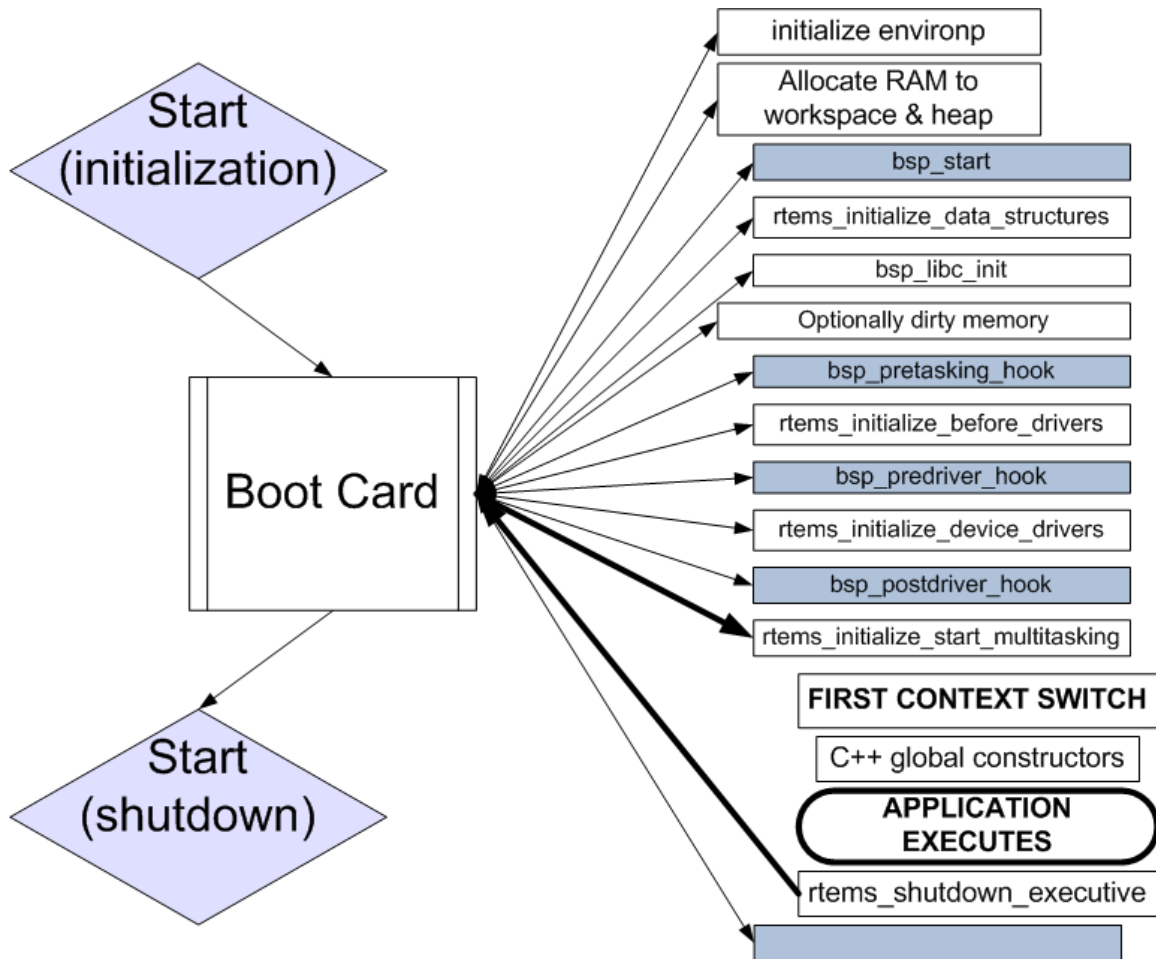 Start
(initialization)
Boot Card
Start
(shutdown)
initialize environp
Allocate RAM to
workspace & heap
bsp_start
rtems_initialize_data_structures
bsp_libc_init
Optionally dirty memory
bsp_pretasking_hook
rtems_initialize_before_drivers
bsp_predriver_hook
rtems_initialize_device_drivers
bsp_postdriver_hook
rtems_initialize_start_multitasking
FIRST CONTEXT SWITCH
C++ global constructors
APPLICATION
EXECUTES
rtems_shutdown_executive